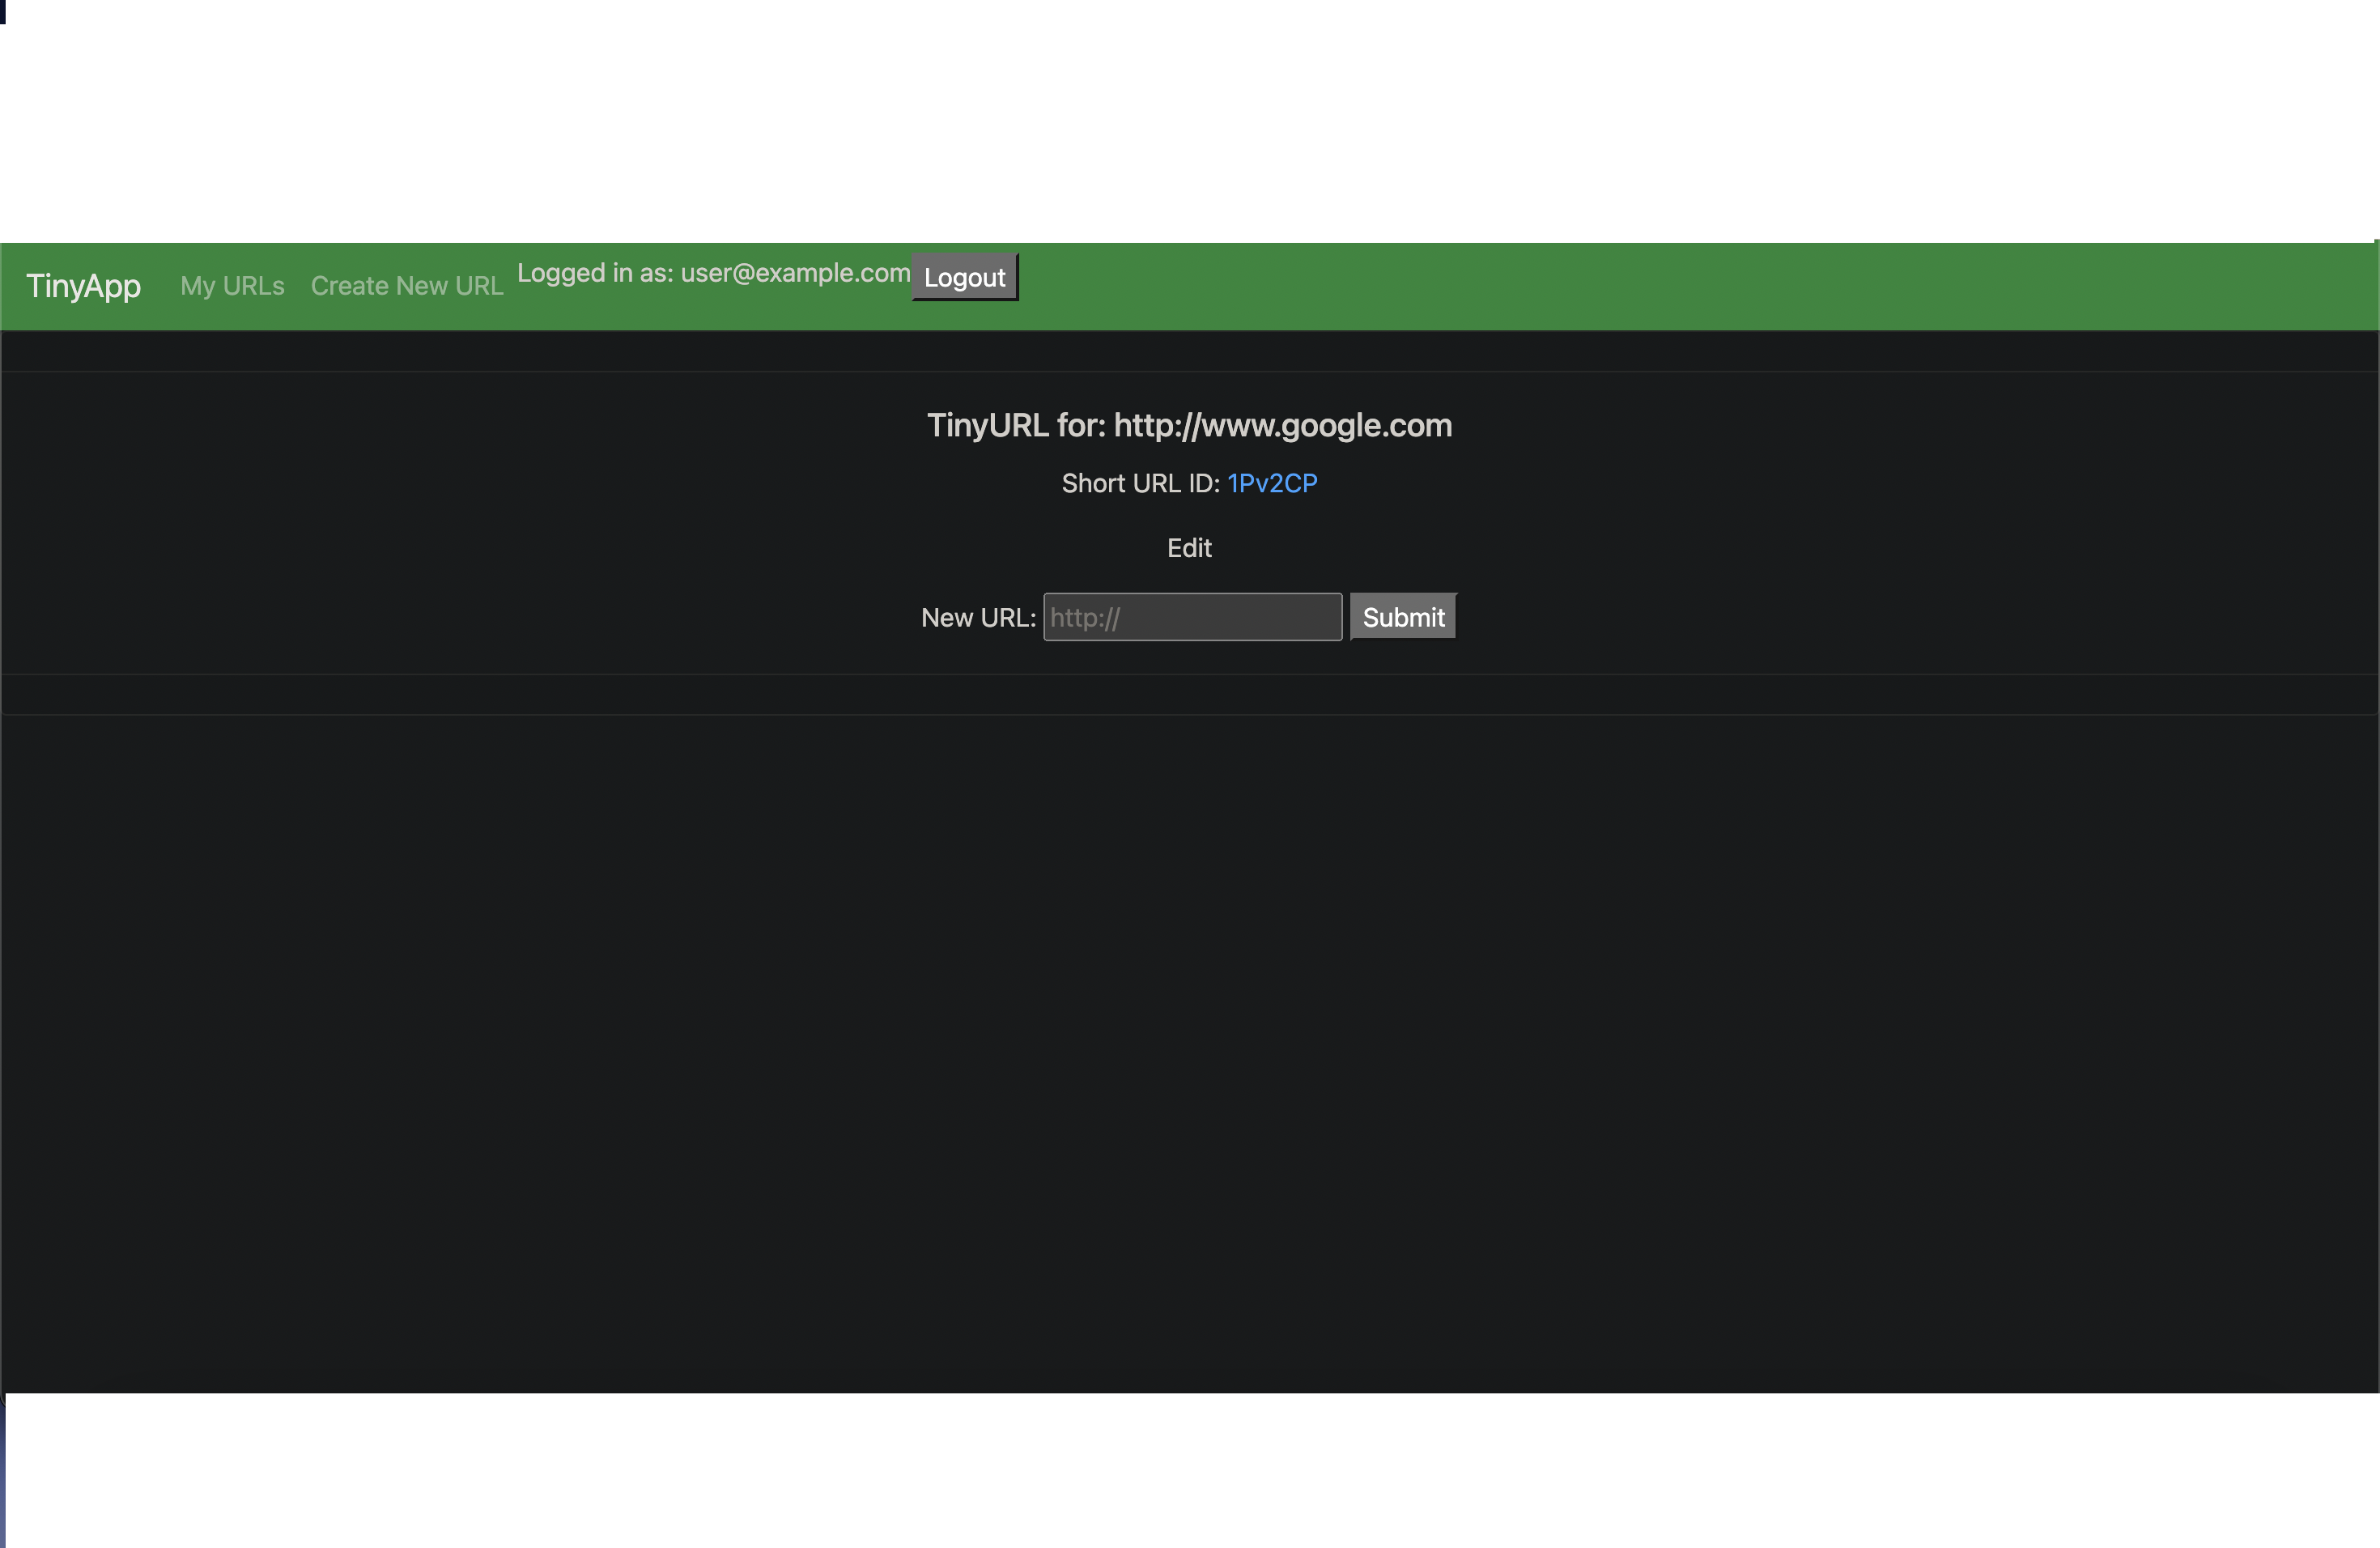 TinyApp My URLs Create New URL Logged in as: user@example.com Logout
TinyURL for: http://www.google.com
Short URL ID: 1Pv2CP
Edit
New URL: http:// Submit